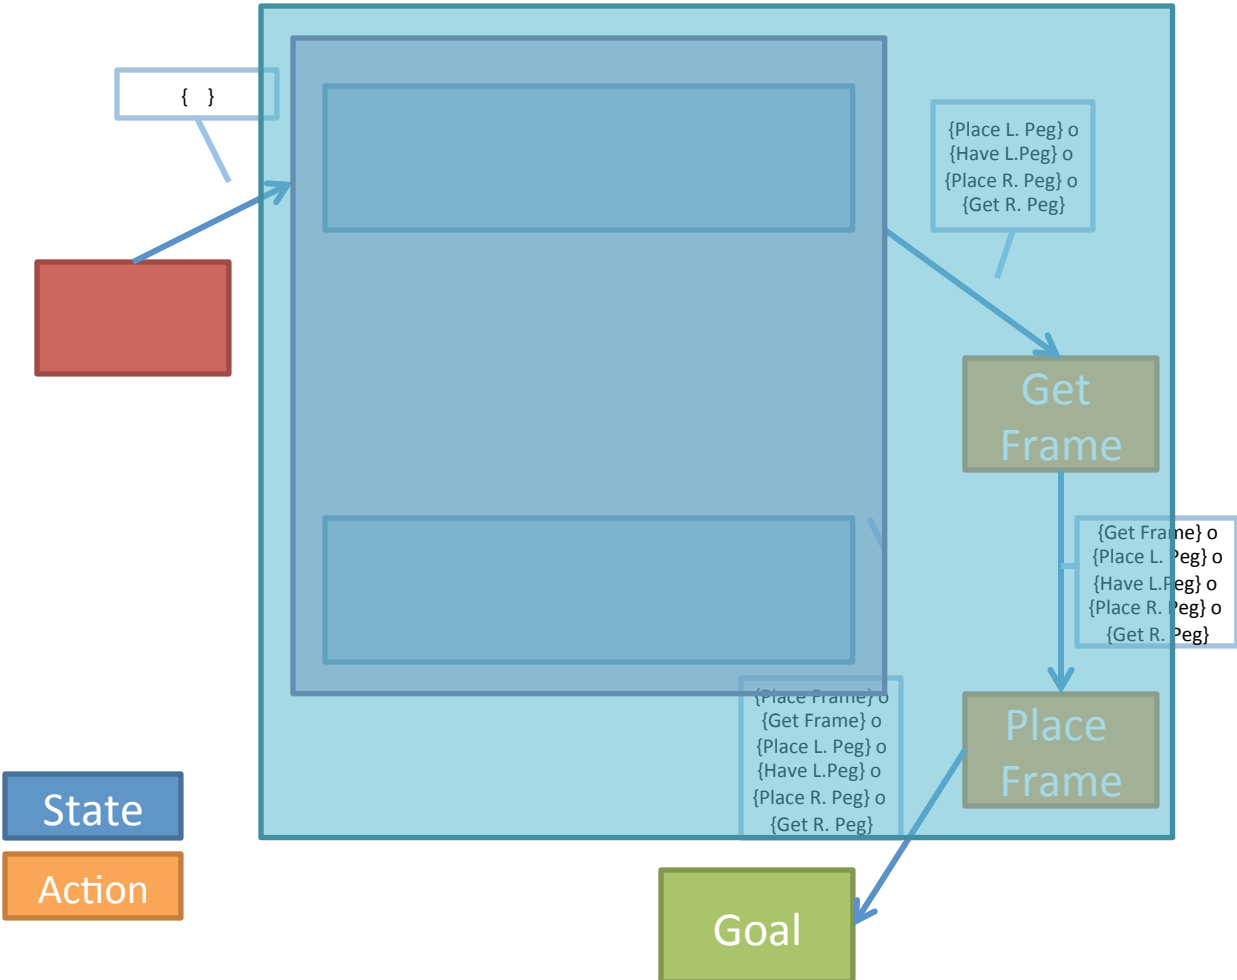 { }
{Place L. Peg} o
{Have L.Peg} o
{Place R. Peg} o
{Get R. Peg}
Get
Frame
{Get Frame} o
{Place L. Peg} o
{Have L.Peg} o
{Place R. Peg} o
{Get R. Peg}
{Place Frame} o
{Get Frame} o
{Place L. Peg} o
{Have L.Peg} o
{Place R. Peg} o
{Get R. Peg}
Place
Frame
State
Action
Goal